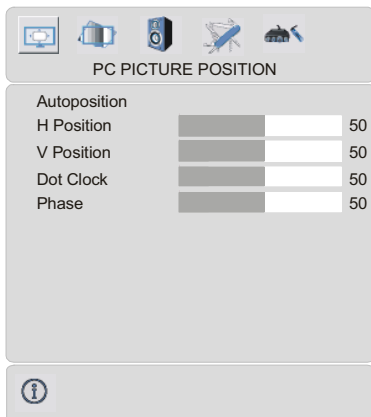 PC PICTURE POSITION
Autoposition
H Position 50
V Position 50
Dot Clock 50
Phase 50